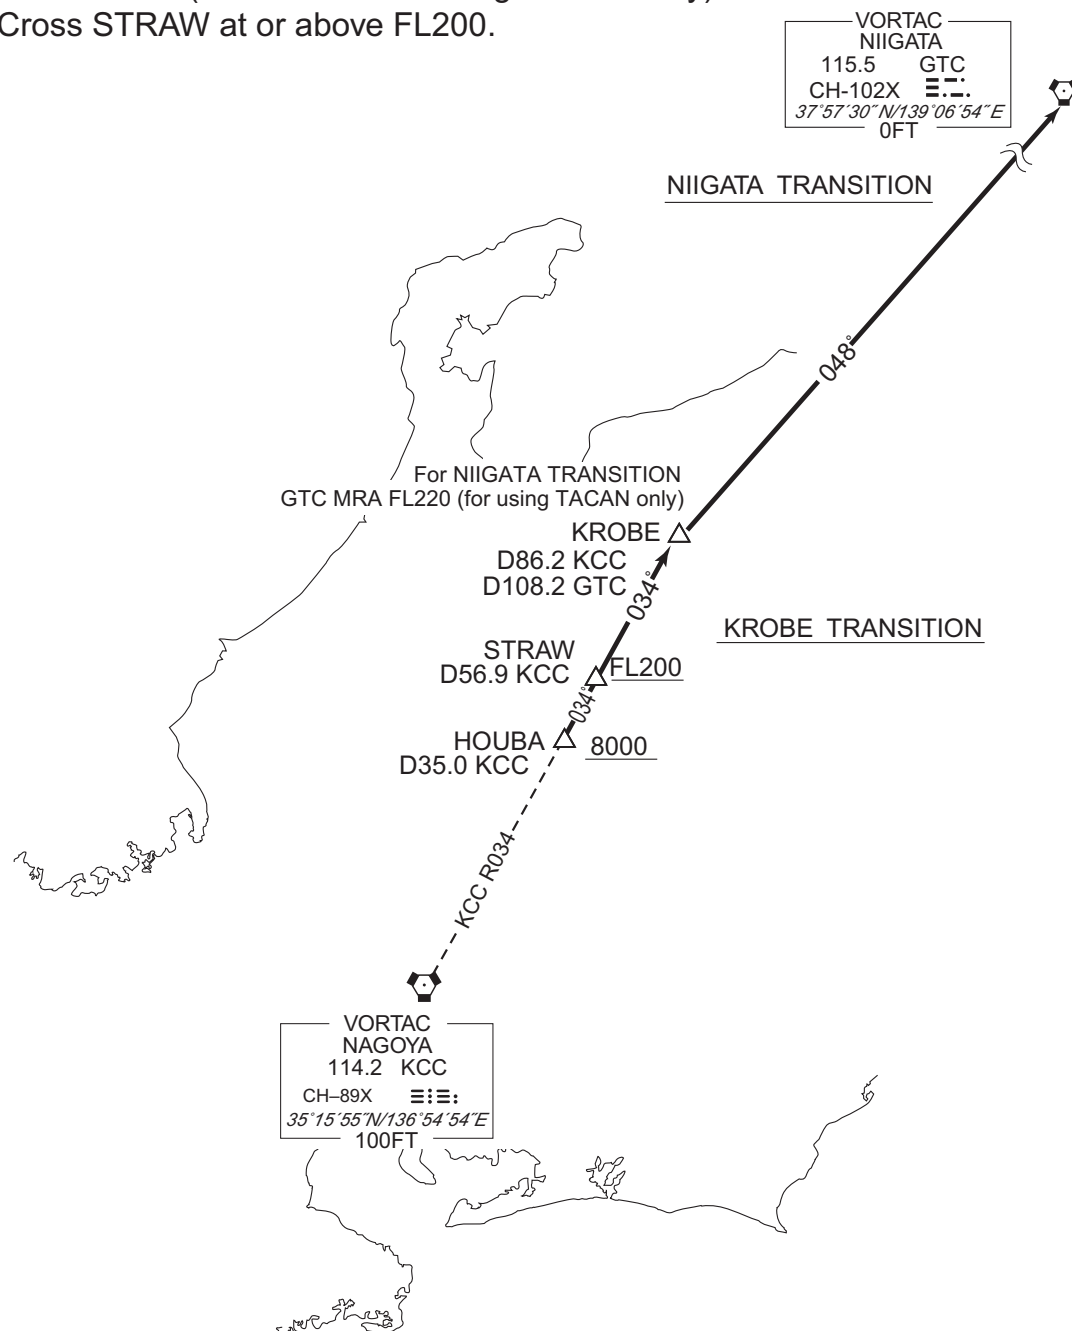 Cross STRAW at or above FL200.
VORTAC
NIIGATA
115.5 GTC
CH-102X
37°57′30″N/139°06′54″E
0FT
NIIGATA TRANSITION
048°
For NIIGATA TRANSITION
GTC MRA FL220 (for using TACAN only)
KROBE
D86.2 KCC
D108.2 GTC
034°
KROBE TRANSITION
STRAW
D56.9 KCC
FL200
034°
HOUBA
D35.0 KCC
8000
KCC R034
VORTAC
NAGOYA
114.2 KCC
CH–89X
35°15′55″N/136°54′54″E
100FT